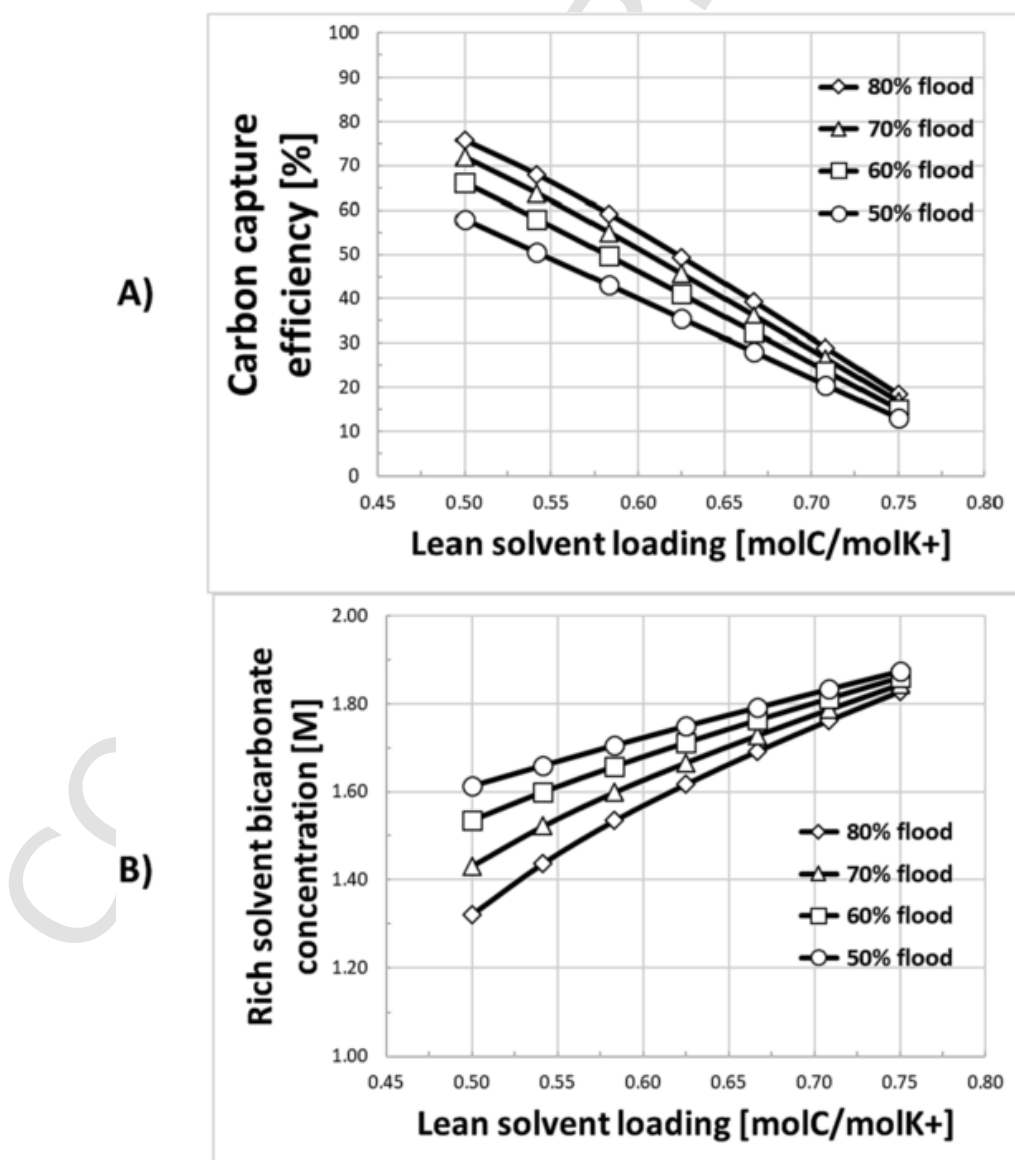 A)
Carbon capture
efficiency [%]
100
90
80
70
60
50
40
30
20
10
0
80% flood
70% flood
60% flood
50% flood
0.45 0.50 0.55 0.60 0.65 0.70 0.75 0.80
Lean solvent loading [molC/molK+]
B)
Rich solvent bicarbonate
concentration [M]
2.00
1.80
1.60
1.40
1.20
1.00
80% flood
70% flood
60% flood
50% flood
0.45 0.50 0.55 0.60 0.65 0.70 0.75 0.80
Lean solvent loading [molC/molK+]